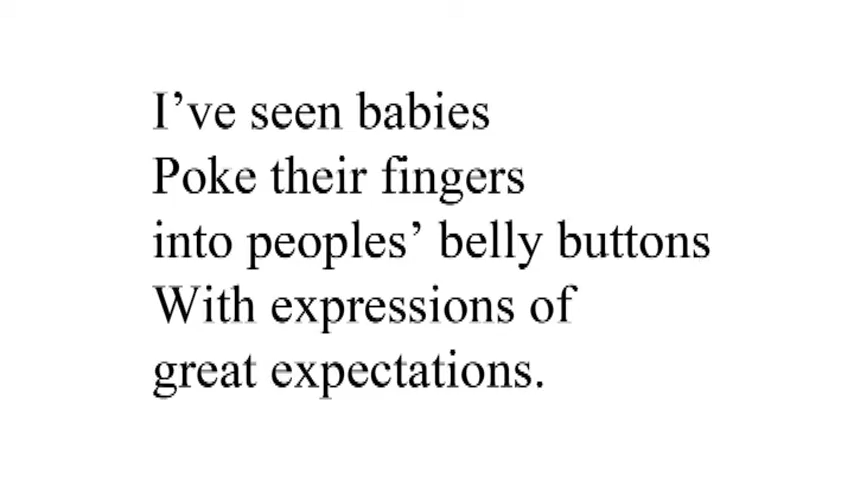 I’ve seen babies
Poke their fingers
into peoples’ belly buttons
With expressions of
great expectations.